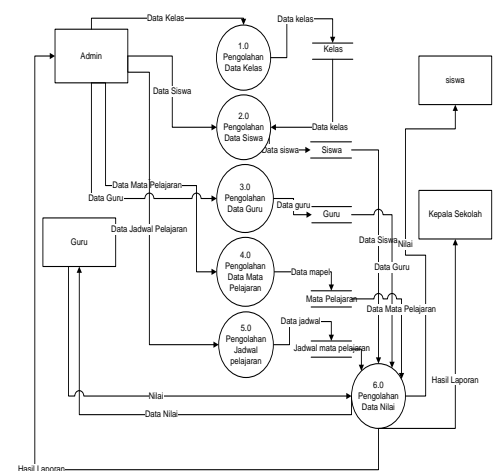 Data Kelas
Data kelas
Admin
1.0
Pengolahan
Data Kelas
Kelas
siswa
Data Siswa
2.0
Pengolahan
Data Siswa
Data kelas
Data siswa
Siswa
Data Mata Pelajaran
Data Guru
3.0
Pengolahan
Data Guru
Data guru
Guru
Kepala Sekolah
Data Jadwal Pelajaran
Guru
Data Siswa
Nilai
4.0
Pengolahan
Data Mata
Pelajaran
Data mapel
Data Guru
Mata Pelajaran
Data Mata Pelajaran
5.0
Pengolahan
Jadwal
pelajaran
Data jadwal
Jadwal mata pelajaran
6.0
Pengolahan
Data Nilai
Hasil Laporan
Nilai
Data Nilai
Hasil Laporan